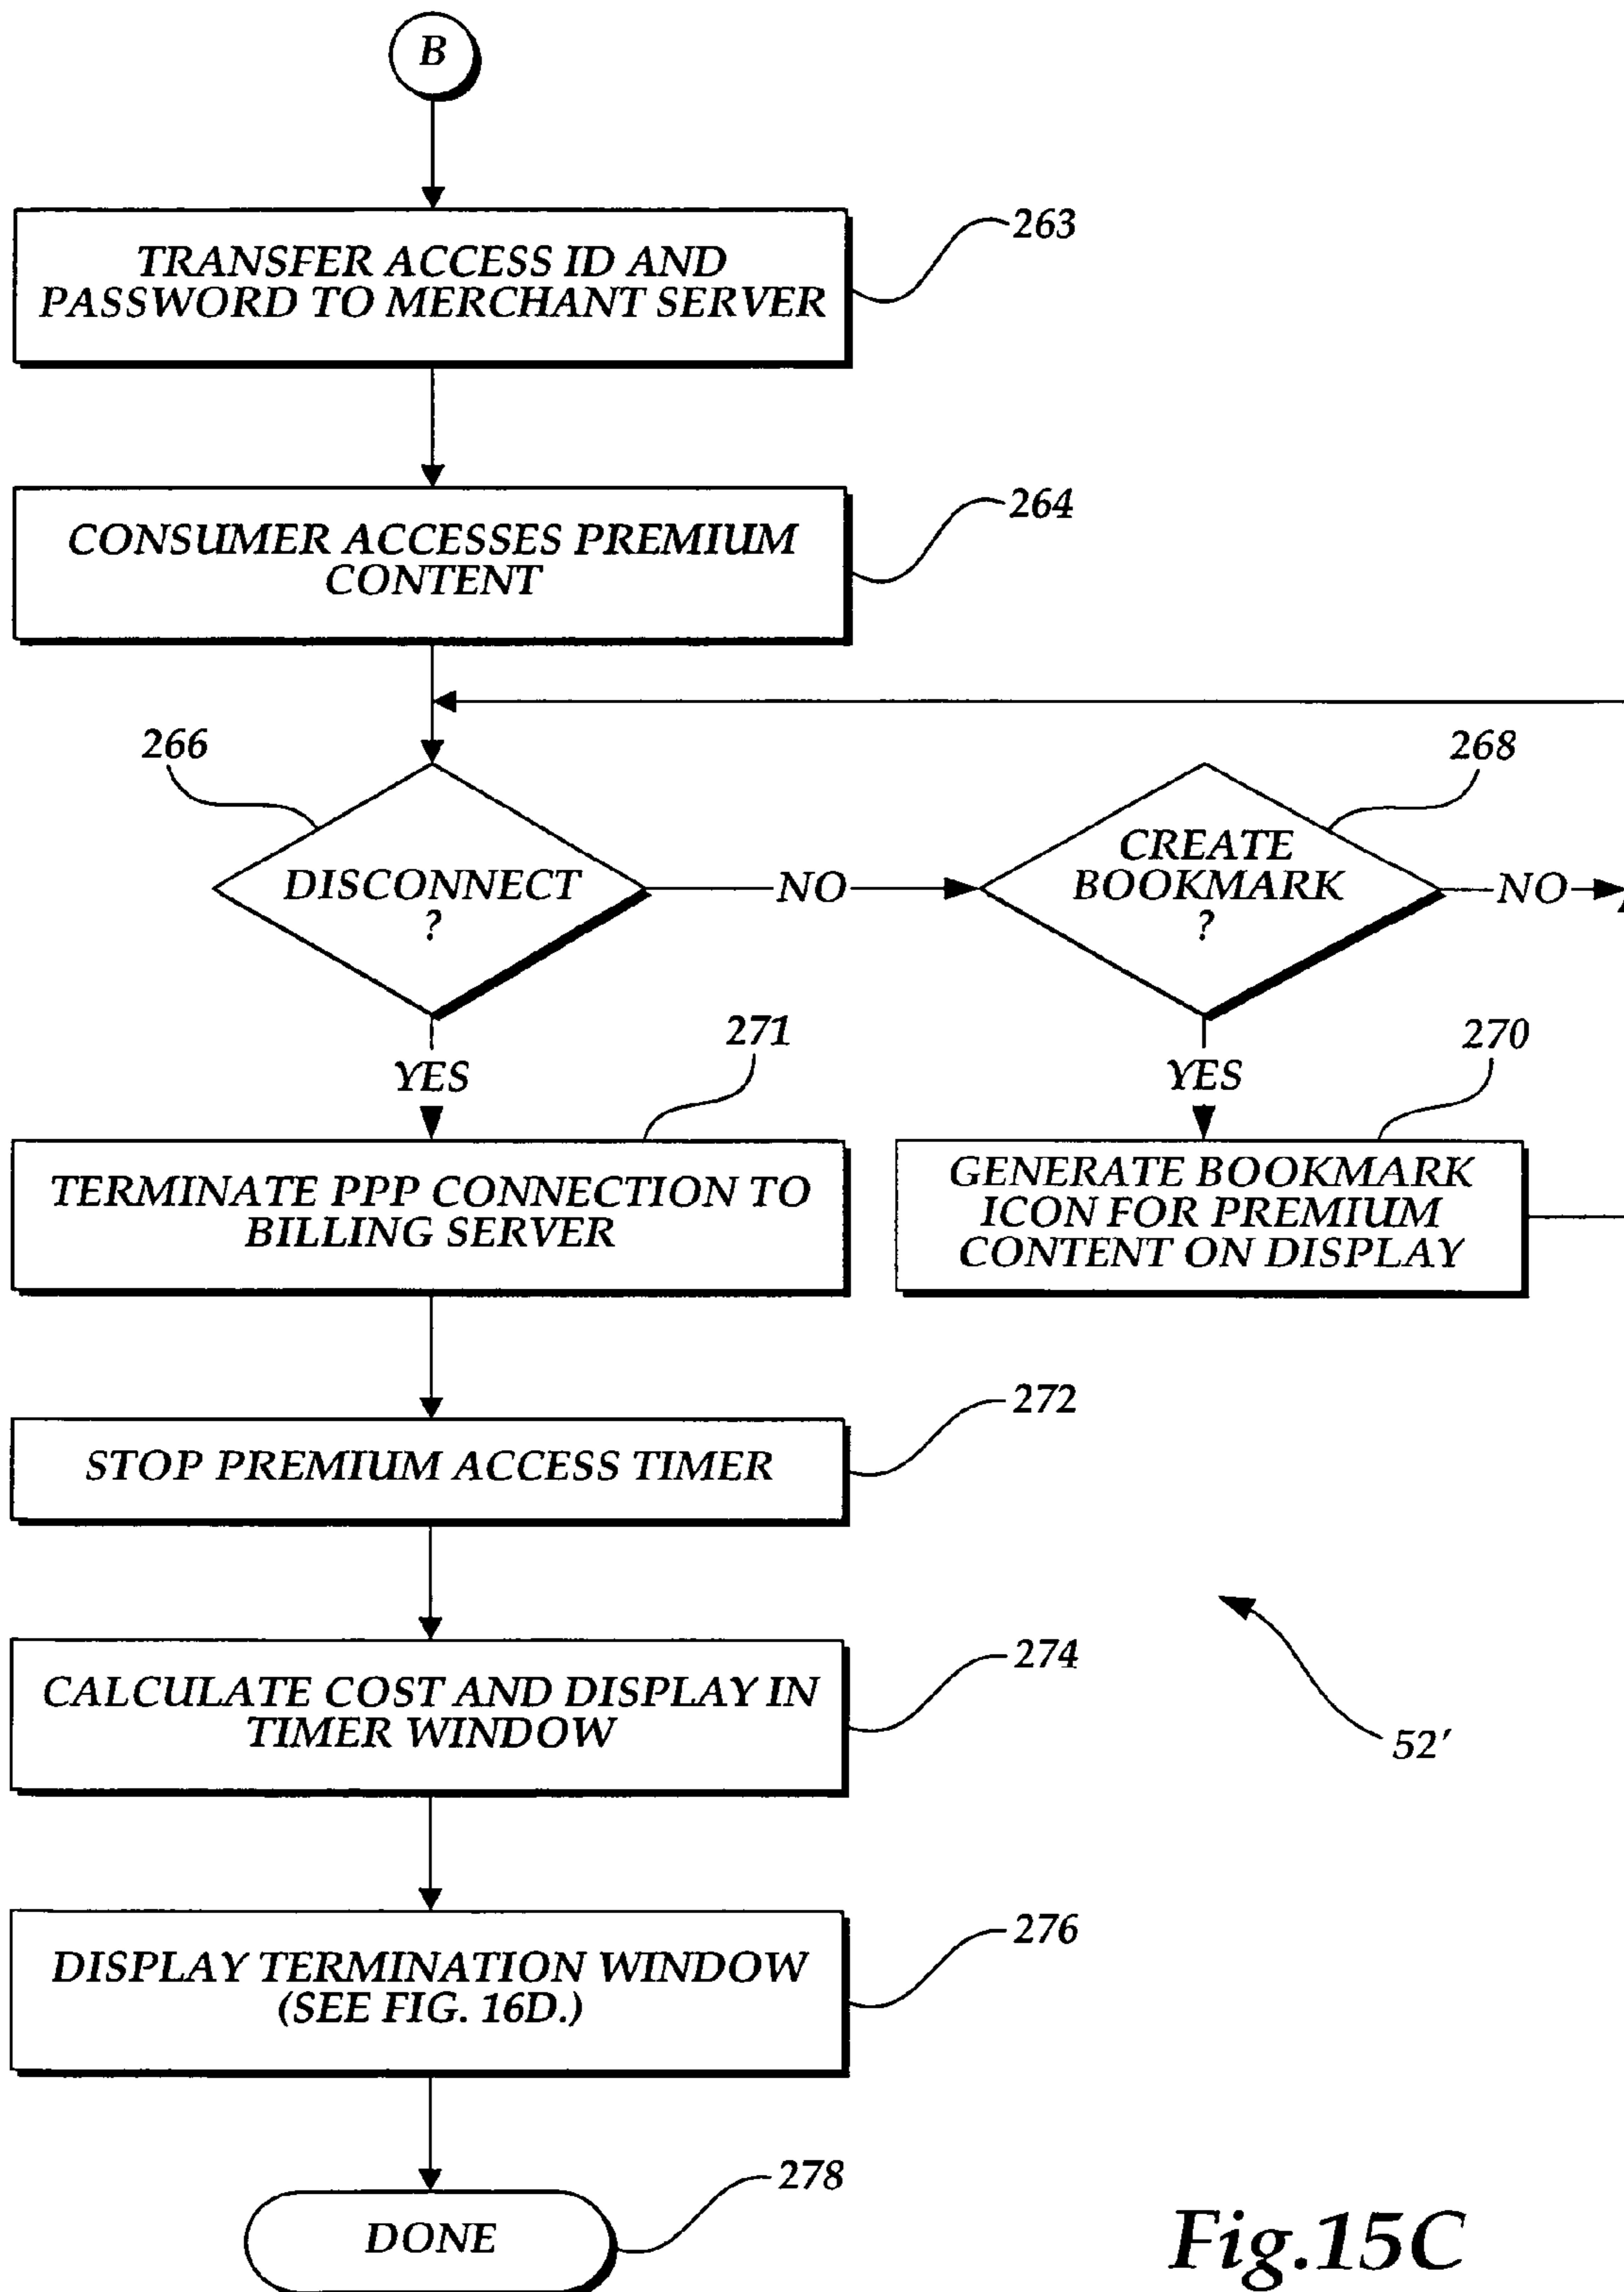 B
263
TRANSFER ACCESS ID AND
PASSWORD TO MERCHANT SERVER
264
CONSUMER ACCESSES PREMIUM
CONTENT
266
268
DISCONNECT
?
NO
CREATE
BOOKMARK
?
NO
YES
271
YES
270
TERMINATE PPP CONNECTION TO
BILLING SERVER
GENERATE BOOKMARK
ICON FOR PREMIUM
CONTENT ON DISPLAY
272
STOP PREMIUM ACCESS TIMER
274
CALCULATE COST AND DISPLAY IN
TIMER WINDOW
52'
276
DISPLAY TERMINATION WINDOW
(SEE FIG. 16D.)
278
DONE
Fig.15C